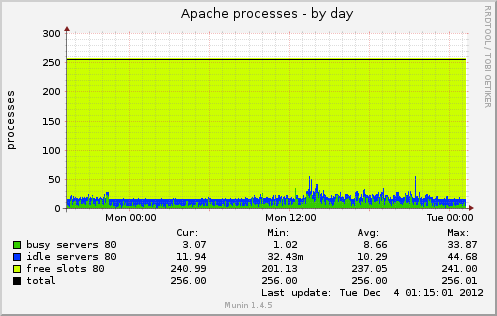 Apache processes - by day
RRDTOOL / TOBI OETIKER
processes
300
250
200
150
100
50
0
Mon 00:00 Mon 12:00 Tue 00:00
Cur: Min: Avg: Max:
busy servers 80 3.07 1.02 8.66 33.87
idle servers 80 11.94 32.43m 10.29 44.68
free slots 80 240.99 201.13 237.05 241.00
total 256.00 256.00 256.00 256.01
Last update: Tue Dec 4 01:15:01 2012
Munin 1.4.5